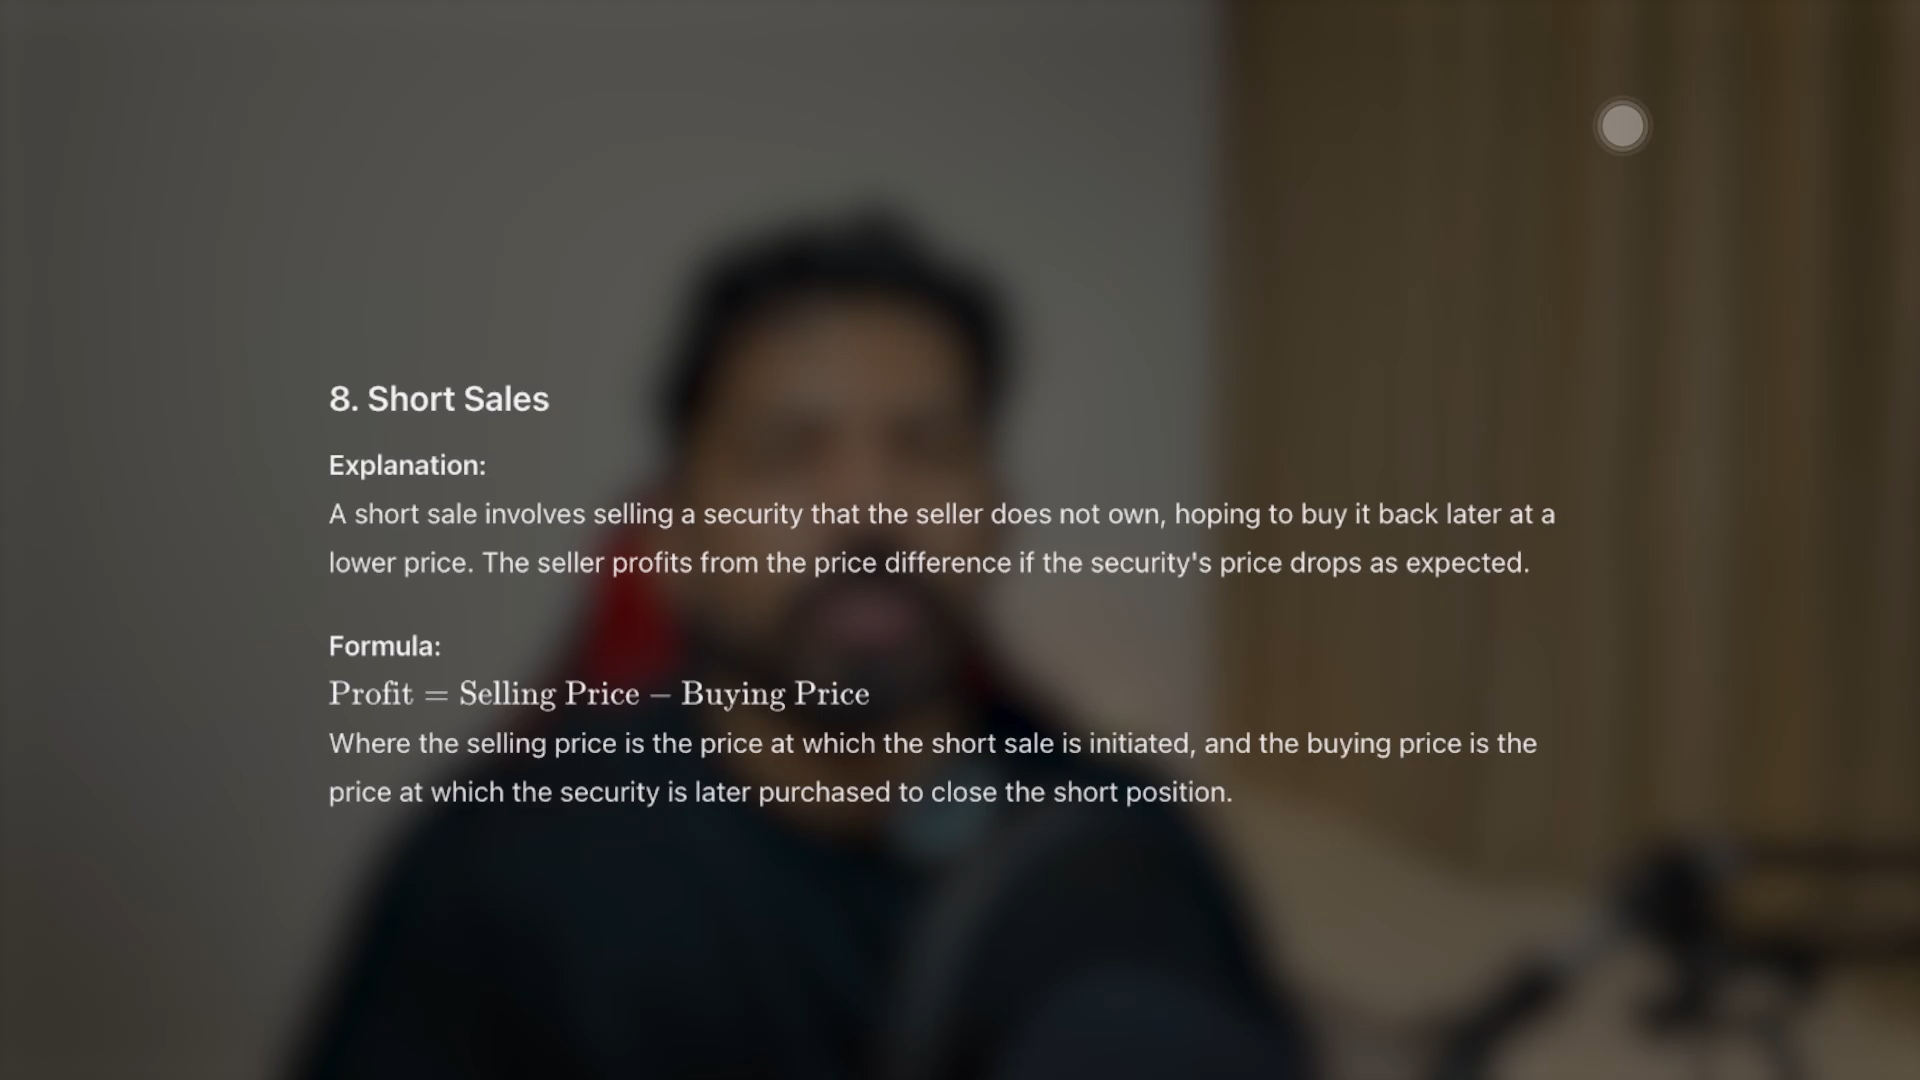 8. Short Sales
Explanation:
A short sale involves selling a security that the seller does not own, hoping to buy it back later at a
lower price. The seller profits from the price difference if the security's price drops as expected.
Formula:
Profit = Selling Price − Buying Price
Where the selling price is the price at which the short sale is initiated, and the buying price is the
price at which the security is later purchased to close the short position.